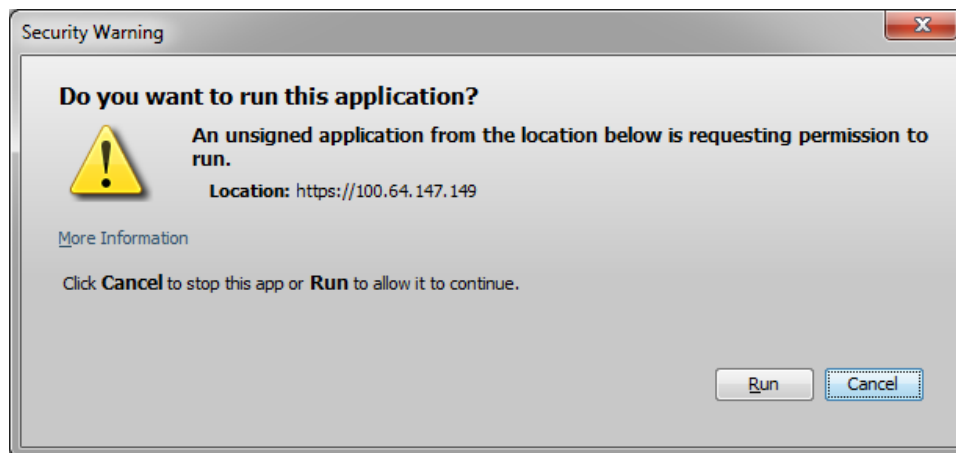 Security Warning
Do you want to run this application?
An unsigned application from the location below is requesting permission to
run.
Location: https://100.64.147.149
More Information
Click Cancel to stop this app or Run to allow it to continue.
Run
Cancel